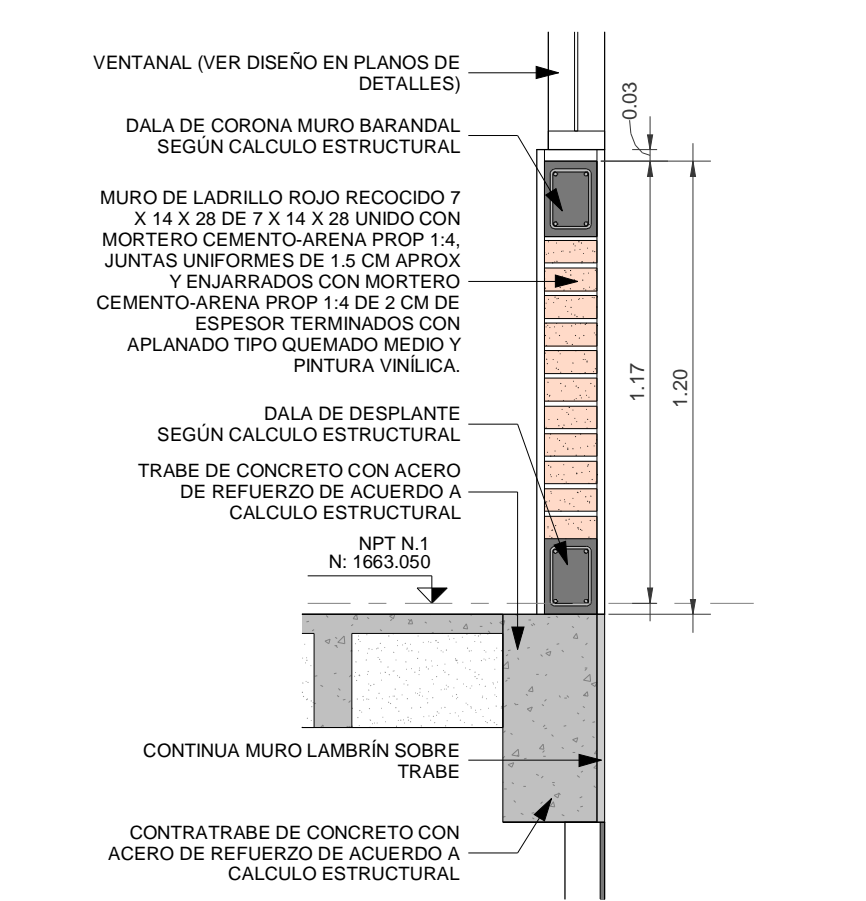 VENTANAL (VER DISEÑO EN PLANOS DE
DETALLES)
DALA DE CORONA MURO BARANDAL
SEGÚN CALCULO ESTRUCTURAL
MURO DE LADRILLO ROJO RECOCIDO 7
X 14 X 28 DE 7 X 14 X 28 UNIDO CON
MORTERO CEMENTO-ARENA PROP 1:4,
JUNTAS UNIFORMES DE 1.5 CM APROX
Y ENJARRADOS CON MORTERO
CEMENTO-ARENA PROP 1:4 DE 2 CM DE
ESPESOR TERMINADOS CON
APLANADO TIPO QUEMADO MEDIO Y
PINTURA VINÍLICA.
DALA DE DESPLANTE
SEGÚN CALCULO ESTRUCTURAL
TRABE DE CONCRETO CON ACERO
DE REFUERZO DE ACUERDO A
CALCULO ESTRUCTURAL
NPT N.1
N: 1663.050
CONTINUA MURO LAMBRÍN SOBRE
TRABE
CONTRATRABE DE CONCRETO CON
ACERO DE REFUERZO DE ACUERDO A
CALCULO ESTRUCTURAL
0.03
1.17
1.20